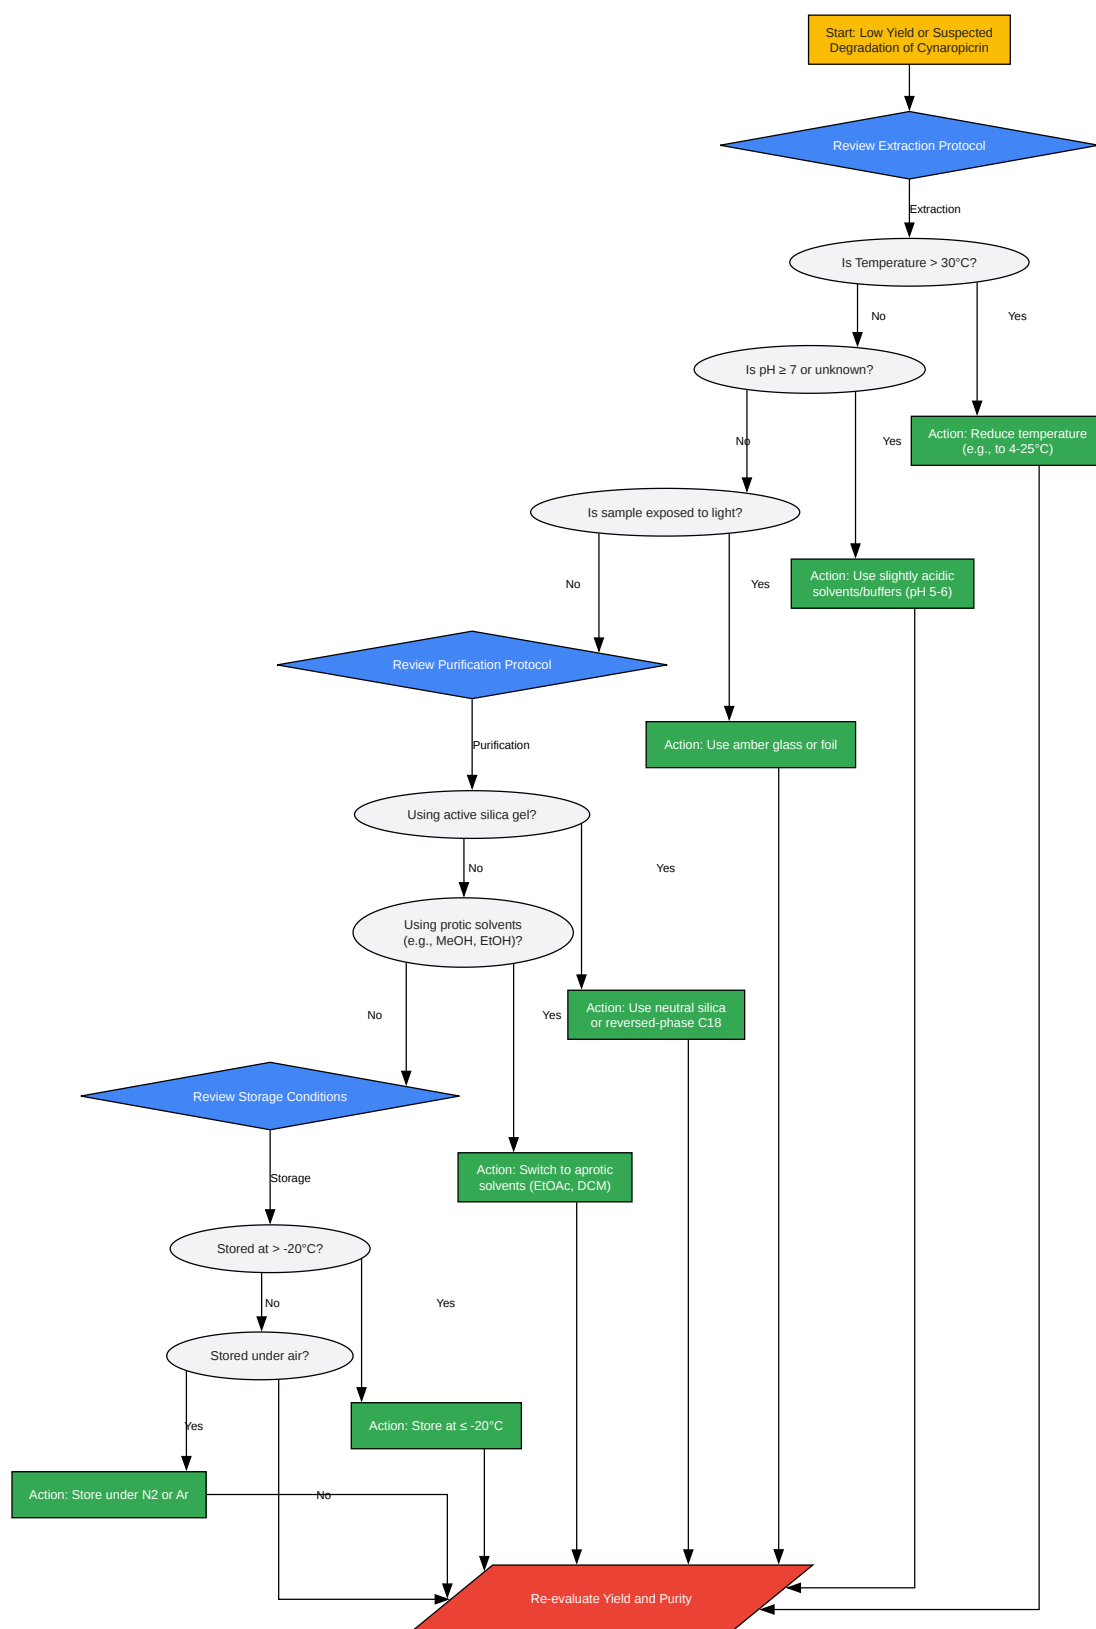 Start: Low Yield or Suspected
Degradation of Cynaropicrin
Review Extraction Protocol
Extraction
Is Temperature > 30°C?
No
Yes
Is pH ≥ 7 or unknown?
No
Yes
Action: Reduce temperature
(e.g., to 4-25°C)
Is sample exposed to light?
No
Yes
Action: Use slightly acidic
solvents/buffers (pH 5-6)
Review Purification Protocol
Purification
Action: Use amber glass or foil
Using active silica gel?
No
Yes
Using protic solvents
(e.g., MeOH, EtOH)?
No
Yes
Action: Use neutral silica
or reversed-phase C18
Review Storage Conditions
Storage
Action: Switch to aprotic
solvents (EtOAc, DCM)
Stored at > -20°C?
No
Yes
Stored under air?
Yes
Action: Store at ≤ -20°C
Action: Store under N2 or Ar
No
Re-evaluate Yield and Purity